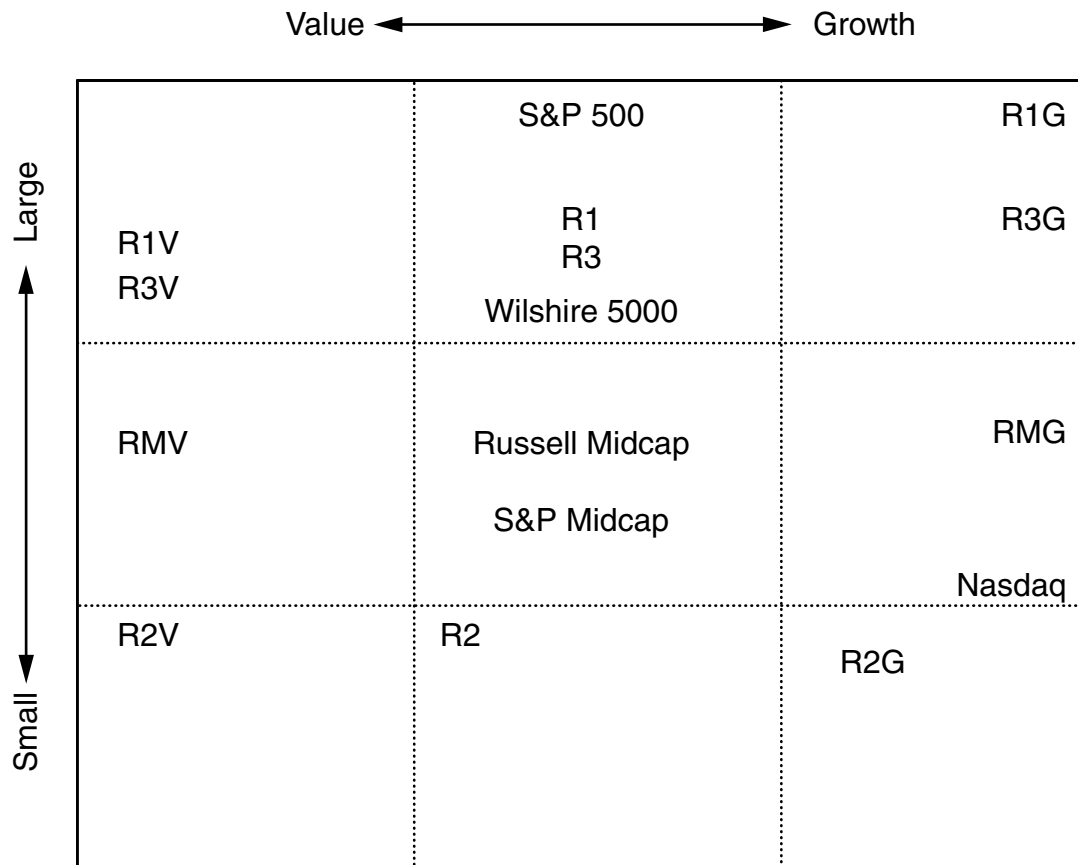 Value Growth
Large
Small
S&P 500 R1G
R1 R3G
R1V
R3
R3V
Wilshire 5000
RMV Russell Midcap RMG
S&P Midcap
Nasdaq
R2V R2
R2G